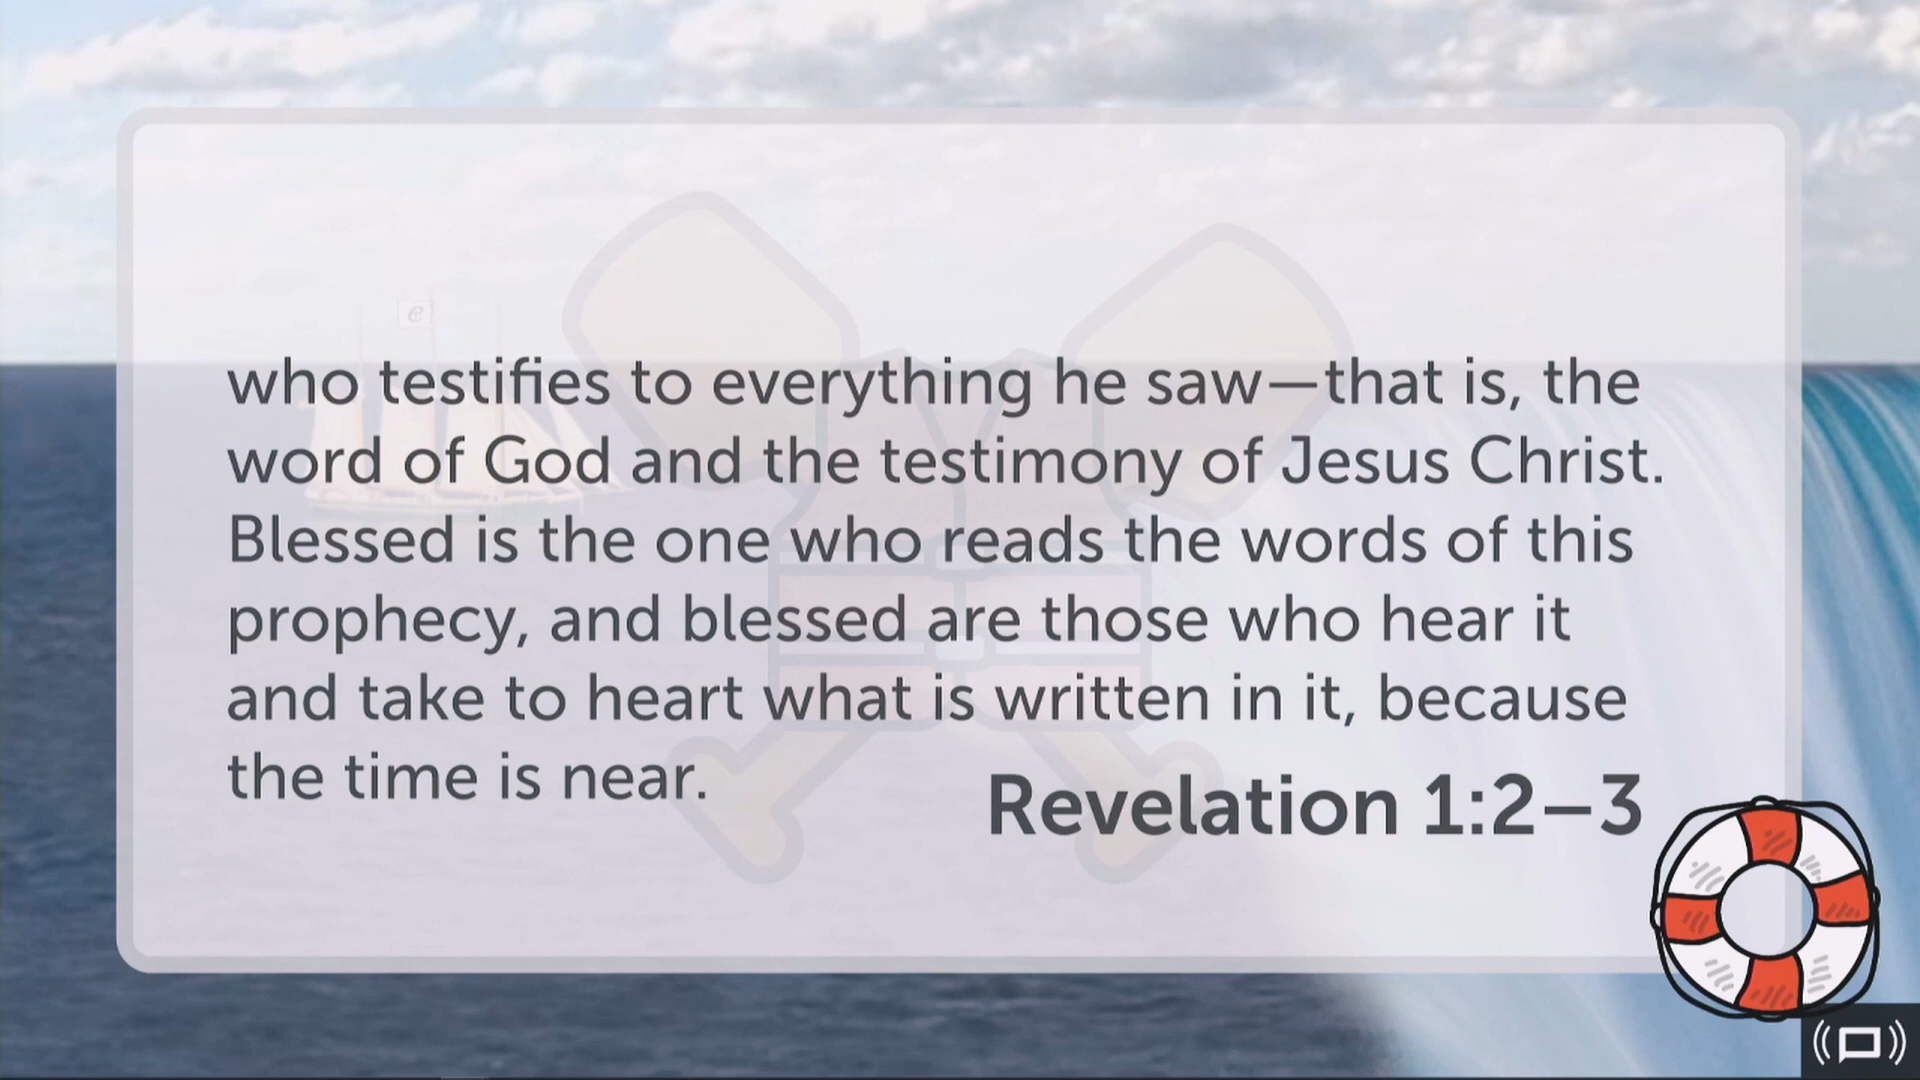 who testifies to everything he saw—that is, the
word of God and the testimony of Jesus Christ.
Blessed is the one who reads the words of this
prophecy, and blessed are those who hear it
and take to heart what is written in it, because
the time is near.
Revelation 1:2–3